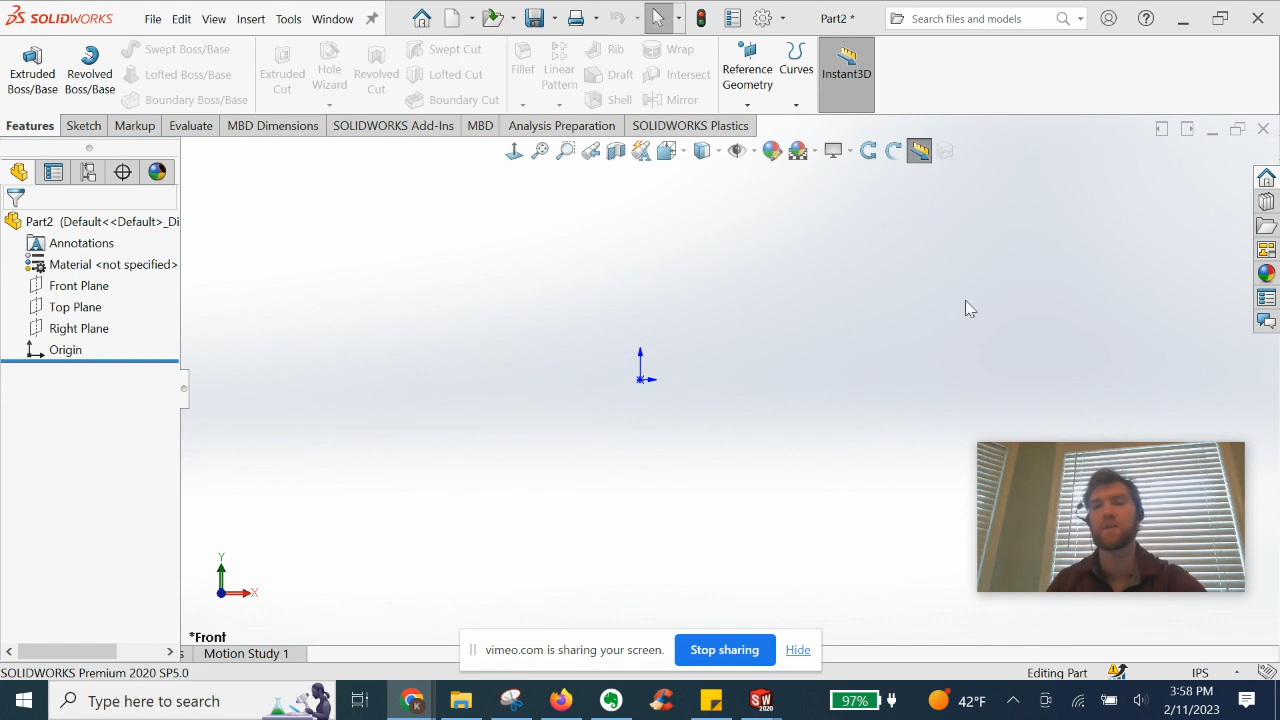 SOLIDWORKS File Edit View Insert Tools Window Part2 * Search files and models
Extruded Boss/Base
Revolved Boss/Base
Swept Boss/Base
Lofted Boss/Base
Boundary Boss/Base
Extruded Cut
Hole Wizard
Revolved Cut
Swept Cut
Lofted Cut
Boundary Cut
Fillet
Linear Pattern
Rib
Draft
Shell
Wrap
Intersect
Mirror
Reference Geometry
Curves
Instant3D
Features Sketch Markup Evaluate MBD Dimensions SOLIDWORKS Add-Ins MBD Analysis Preparation SOLIDWORKS Plastics
Part2 (Default<<Default>_Di
Annotations
Material <not specified>
Front Plane
Top Plane
Right Plane
Origin
Y
X
*Front
s Motion Study 1
vimeo.com is sharing your screen. Stop sharing Hide
SOLIDWORKS Premium 2020 SP5.0 Editing Part IPS
Type here to search 97% 42°F 3:58 PM
2/11/2023